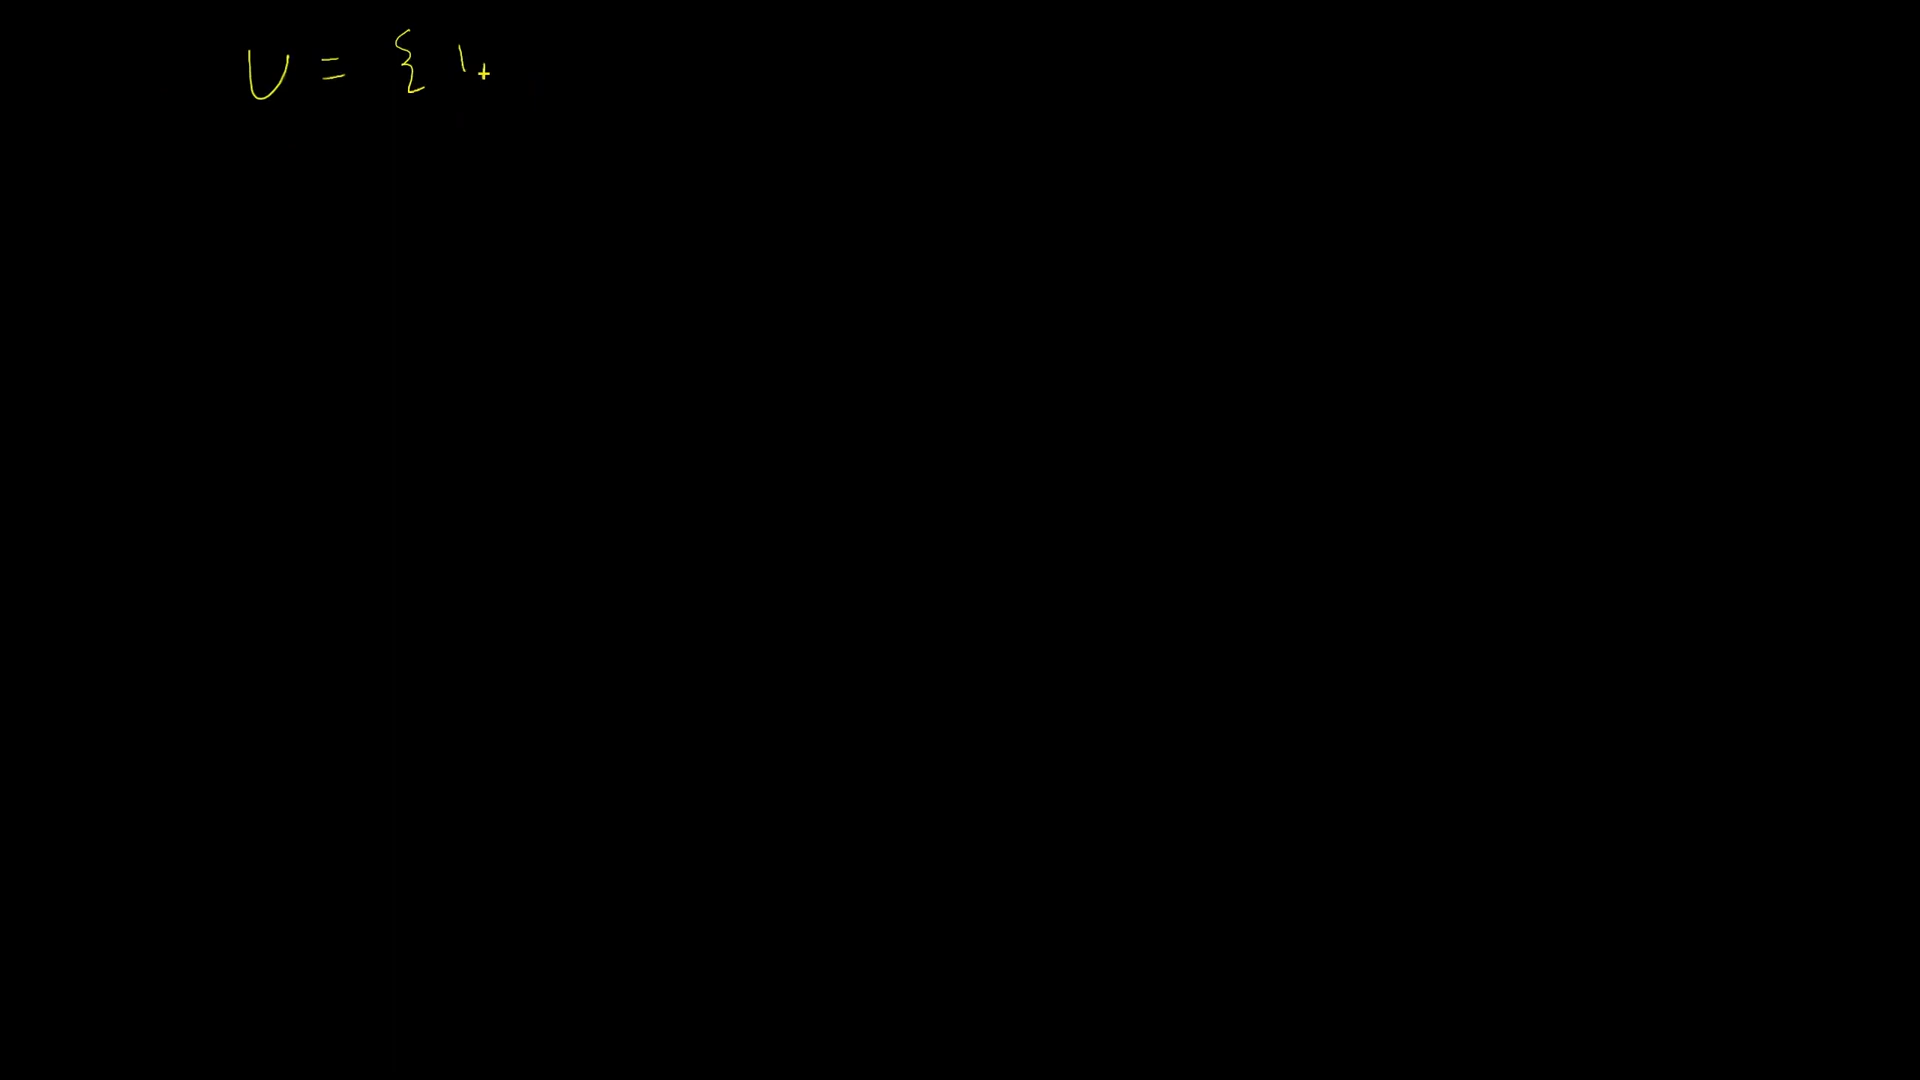 U = { 1